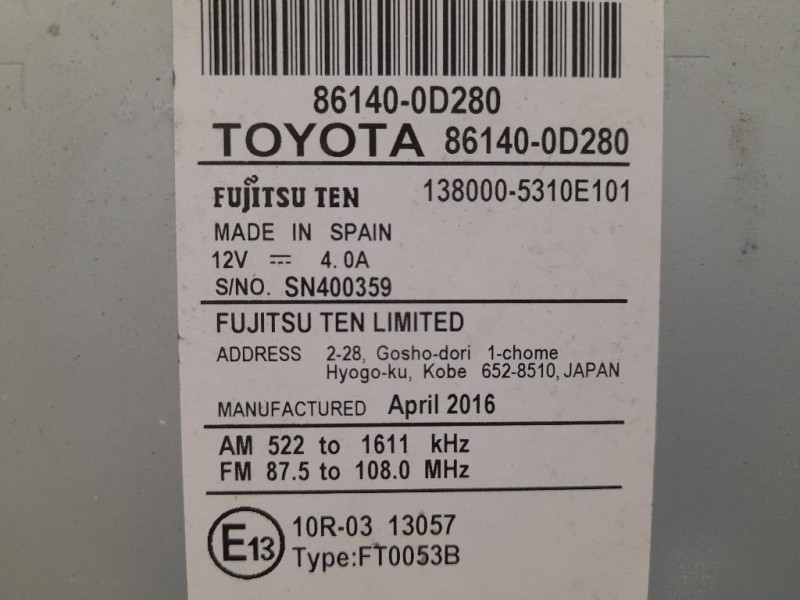 86140-0D280
TOYOTA 86140-0D280
FUJITSU TEN 138000-5310E101
MADE IN SPAIN
12V ⎓ 4.0A
S/NO. SN400359
FUJITSU TEN LIMITED
ADDRESS 2-28, Gosho-dori 1-chome
Hyogo-ku, Kobe 652-8510, JAPAN
MANUFACTURED April 2016
AM 522 to 1611 kHz
FM 87.5 to 108.0 MHz
E13 10R-03 13057
Type:FT0053B